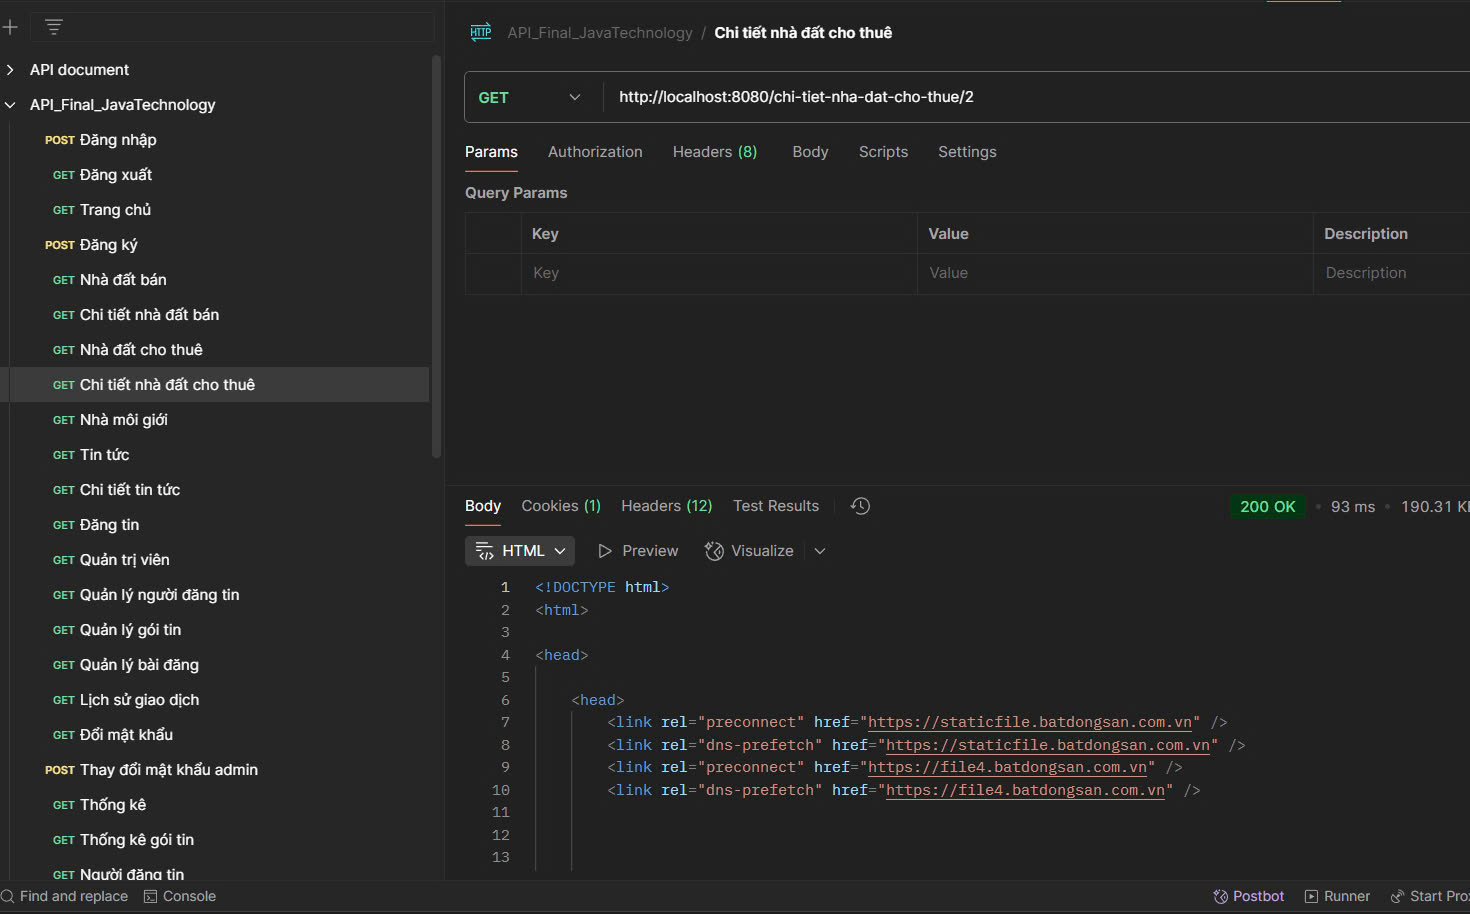 API document
API_Final_JavaTechnology
POST Đăng nhập
GET Đăng xuất
GET Trang chủ
POST Đăng ký
GET Nhà đất bán
GET Chi tiết nhà đất bán
GET Nhà đất cho thuê
GET Chi tiết nhà đất cho thuê
GET Nhà môi giới
GET Tin tức
GET Chi tiết tin tức
GET Đăng tin
GET Quản trị viên
GET Quản lý người đăng tin
GET Quản lý gói tin
GET Quản lý bài đăng
GET Lịch sử giao dịch
GET Đổi mật khẩu
POST Thay đổi mật khẩu admin
GET Thống kê
GET Thống kê gói tin
GET Người đăng tin
HTTP API_Final_JavaTechnology / Chi tiết nhà đất cho thuê
GET http://localhost:8080/chi-tiet-nha-dat-cho-thue/2
Params Authorization Headers (8) Body Scripts Settings
Query Params
Key Value Description
Key Value Description
Body Cookies (1) Headers (12) Test Results 200 OK • 93 ms • 190.31 K
HTML Preview Visualize
1 <!DOCTYPE html>
2 <html>
3
4 <head>
5
6 <head>
7 <link rel="preconnect" href="https://staticfile.batdongsan.com.vn" />
8 <link rel="dns-prefetch" href="https://staticfile.batdongsan.com.vn" />
9 <link rel="preconnect" href="https://file4.batdongsan.com.vn" />
10 <link rel="dns-prefetch" href="https://file4.batdongsan.com.vn" />
11
12
13
Find and replace Console Postbot Runner Start Pro